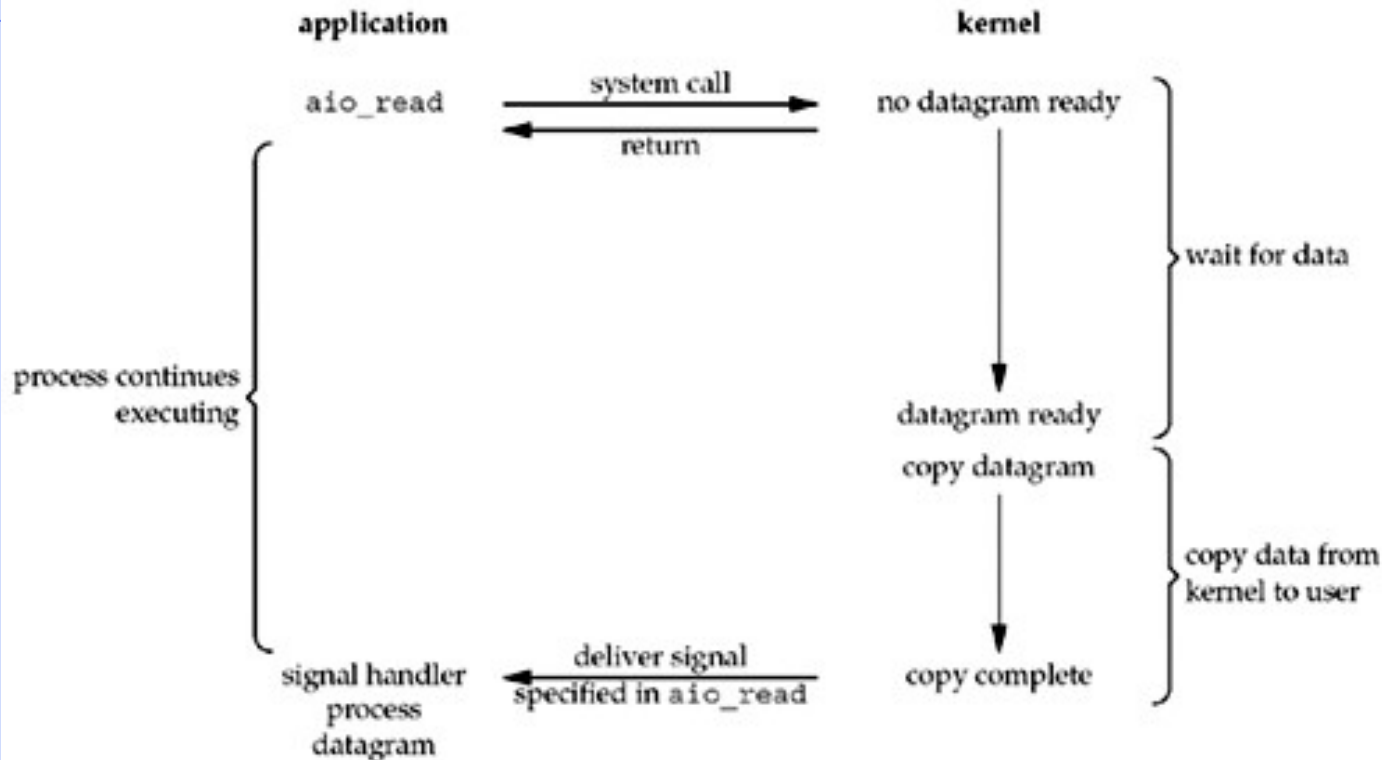 application
kernel
aio_read
system call
no datagram ready
return
wait for data
process continues
executing
datagram ready
copy datagram
copy data from
kernel to user
deliver signal
signal handler
specified in aio_read
copy complete
process
datagram